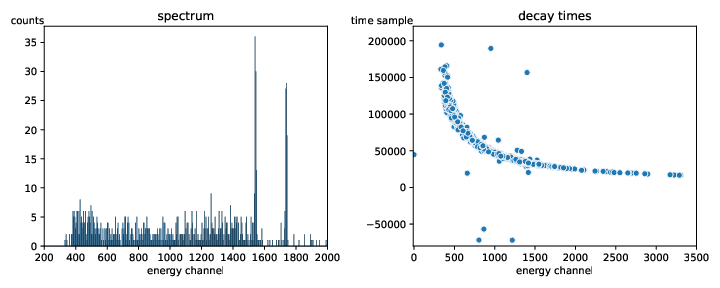 spectrum
counts
35
30
25
20
15
10
5
0
200 400 600 800 1000 1200 1400 1600 1800 2000
energy channel
decay times
time sample
200000
150000
100000
50000
0
−50000
0 500 1000 1500 2000 2500 3000 3500
energy channel